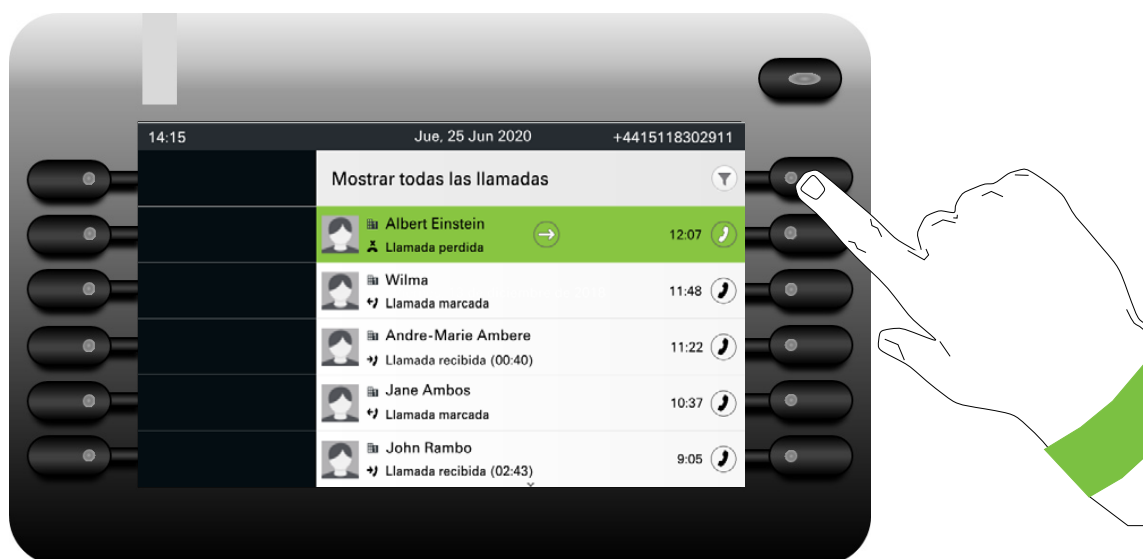 14:15 Jue, 25 Jun 2020 +4415118302911
Mostrar todas las llamadas
Albert Einstein
Llamada perdida
12:07
Wilma
Llamada marcada
11:48
Andre-Marie Ambere
Llamada recibida (00:40)
11:22
Jane Ambos
Llamada marcada
10:37
John Rambo
Llamada recibida (02:43)
9:05